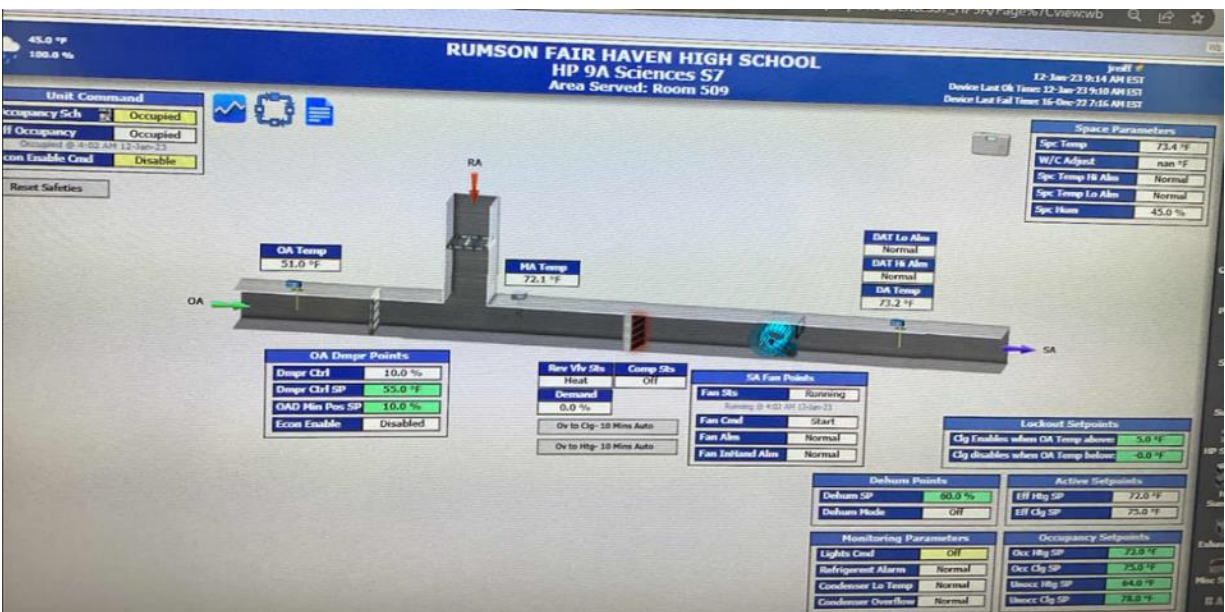 45.0 °F
100.0 %
RUMSON FAIR HAVEN HIGH SCHOOL
HP 9A Sciences S7
Area Served: Room 509
jreiff
12-Jan-23 9:14 AM EST
Device Last Ok Time: 12-Jan-23 9:10 AM EST
Device Last Fail Time: 16-Dec-22 7:16 AM EST
Unit Command
ccupancy Sch Occupied
ff Occupancy Occupied
Occupied @ 4:02 AM 12-Jan-23
con Enable Cmd Disable
Reset Safeties
Space Parameters
Spc Temp 73.4 °F
W/C Adjust nan °F
Spc Temp Hi Alm Normal
Spc Temp Lo Alm Normal
Spc Hum 45.0 %
RA
OA Temp
51.0 °F
MA Temp
72.1 °F
DAT Lo Alm
Normal
DAT Hi Alm
Normal
DA Temp
73.2 °F
OA
SA
OA Dmpr Points
Dmpr Ctrl 10.0 %
Dmpr Ctrl SP 55.0 °F
OAD Min Pos SP 10.0 %
Econ Enable Disabled
Rev Vlv Sts Comp Sts
Heat Off
Demand
0.0 %
Ov to Clg- 10 Mins Auto
Ov to Htg- 10 Mins Auto
SA Fan Points
Fan Sts Running
Fan Cmd Start
Fan Alm Normal
Fan InHand Alm Normal
Lockout Setpoints
Clg Enables when OA Temp above: 5.0 °F
Clg disables when OA Temp below: -0.0 °F
Dehum Points
Dehum SP 60.0 %
Dehum Mode Off
Active Setpoints
Eff Htg SP 72.0 °F
Eff Clg SP 75.0 °F
Monitoring Parameters
Lights Cmd Off
Refrigerent Alarm Normal
Condenser Lo Temp Normal
Condenser Overflow Normal
Occupancy Setpoints
Occ Htg SP 72.0 °F
Occ Clg SP 75.0 °F
Unocc Htg SP 64.0 °F
Unocc Clg SP 78.0 °F